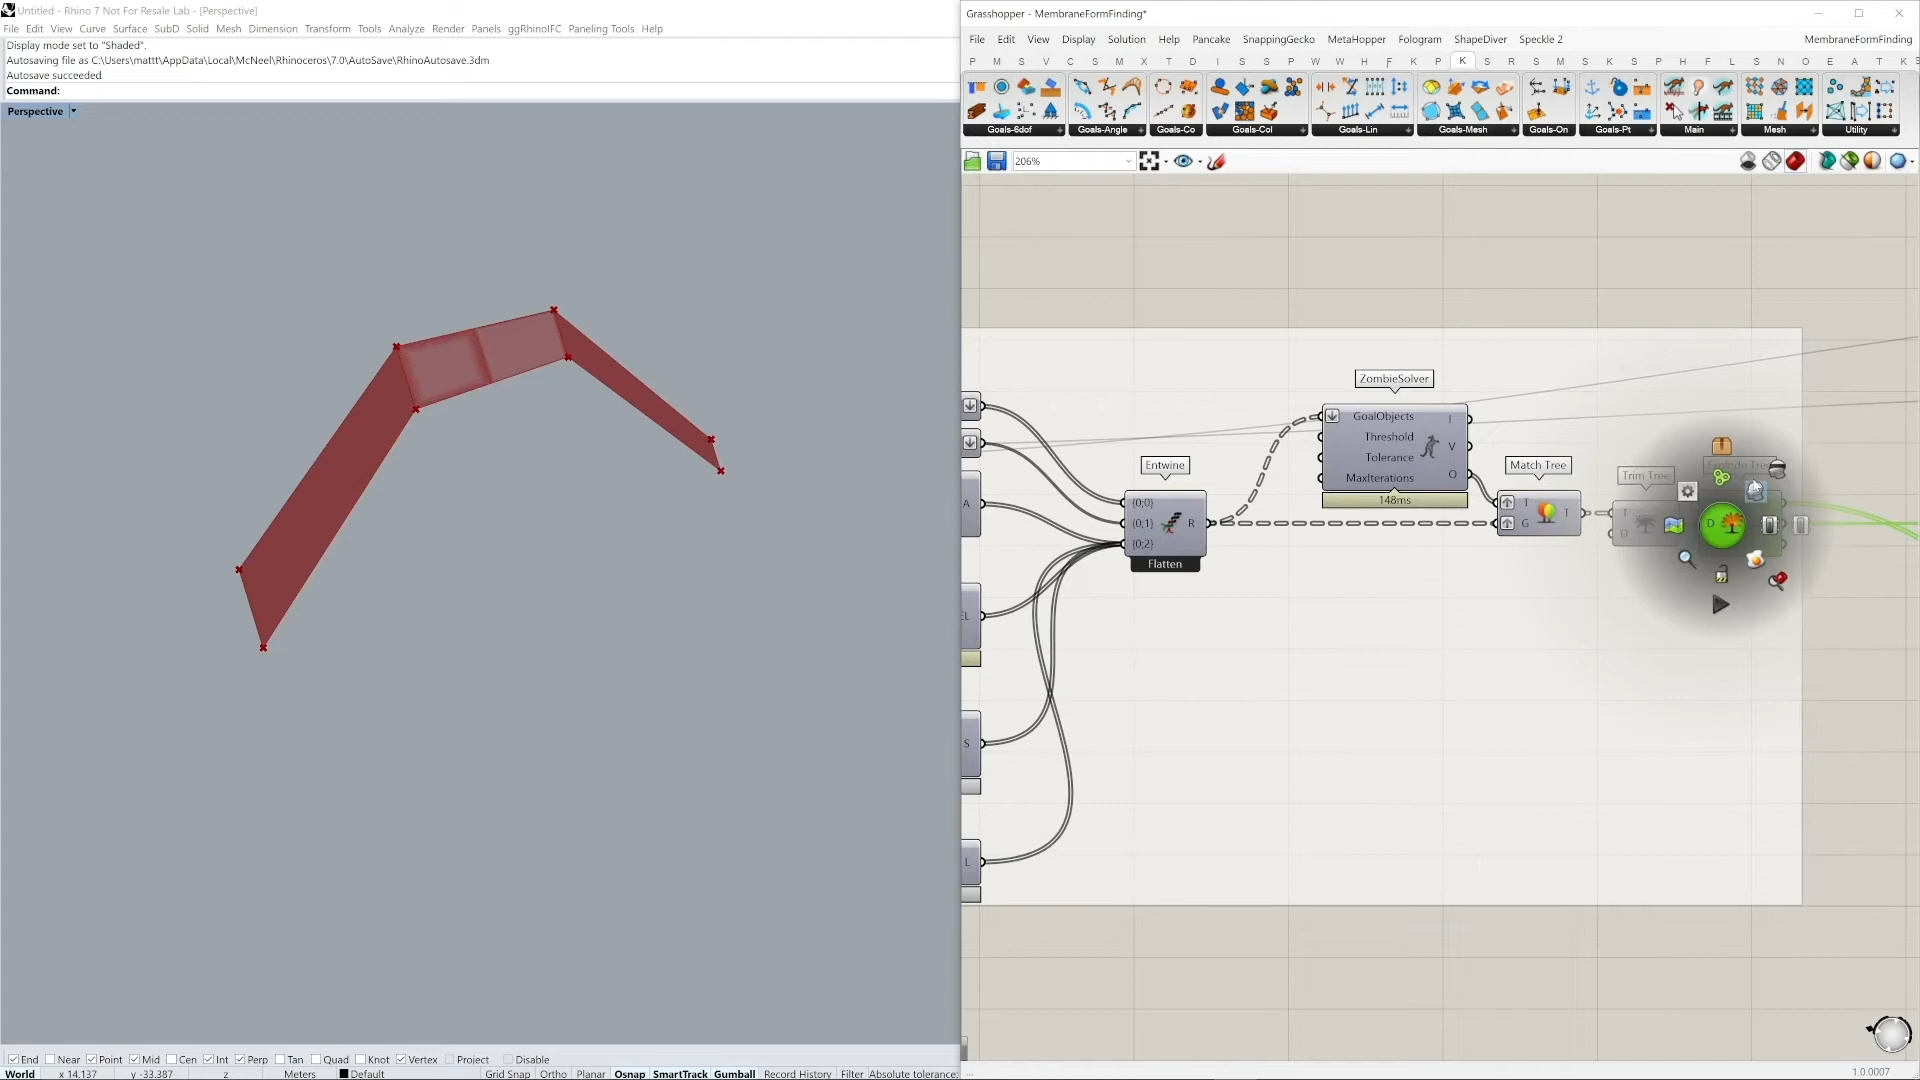 Untitled - Rhino 7 Not For Resale Lab - [Perspective]
File Edit View Curve Surface SubD Solid Mesh Dimension Transform Tools Analyze Render Panels ggRhinoIFC Paneling Tools Help
Display mode set to "Shaded".
Autosaving file as C:\Users\mattt\AppData\Local\McNeel\Rhinoceros\7.0\AutoSave\RhinoAutosave.3dm
Autosave succeeded
Command:
Perspective
End Near Point Mid Cen Int Perp Tan Quad Knot Vertex Project Disable
World x 14.137 y -33.387 z Meters Default Grid Snap Ortho Planar Osnap SmartTrack Gumball Record History Filter Absolute tolerance:
Grasshopper - MembraneFormFinding*
File Edit View Display Solution Help Pancake SnappingGecko MetaHopper Fologram ShapeDiver Speckle 2 MembraneFormFinding
P M S V C S M X T D I S S P W W H F K P K S R S M S K S P H F L S N O E A T K
Goals-6dof Goals-Angle Goals-Co Goals-Col Goals-Lin Goals-Mesh Goals-On Goals-Pt Main Mesh Utility
206%
ZombieSolver
GoalObjects I
Threshold V
Tolerance
MaxIterations O
148ms
Entwine
{0;0}
{0;1} R
{0;2}
Flatten
Match Tree
T T
G
Trim Tree
T
D
Explode Tree
D
A
EL
S
L
1.0.0007